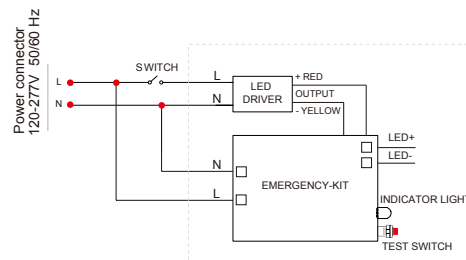 Power connector
120-277V 50/60 Hz
SWITCH
L
L
N
N
LED
DRIVER
+ RED
OUTPUT
- YELLOW
LED+
LED-
N
L
EMERGENCY-KIT
INDICATOR LIGHT
TEST SWITCH